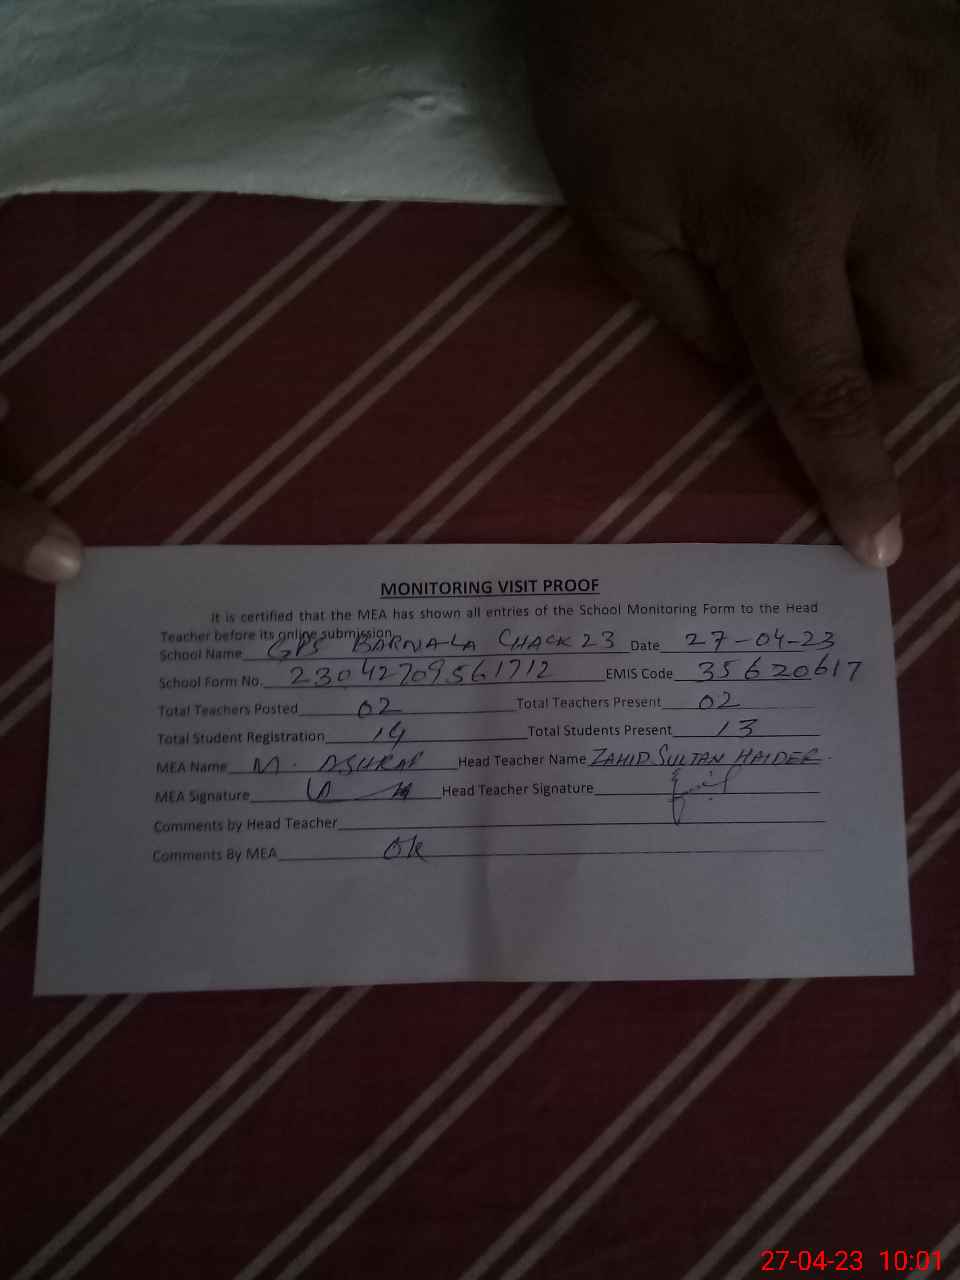 MONITORING VISIT PROOF
It is certified that the MEA has shown all entries of the School Monitoring Form to the Head
Teacher before its online submission.
School Name GPS BARNALA CHACK 23 Date 27-04-23
School Form No. 23042709561712 EMIS Code 35620617
Total Teachers Posted 02 Total Teachers Present 02
Total Student Registration 14 Total Students Present 13
MEA Name M. ASHRAF Head Teacher Name ZAHID SULTAN HAIDER
MEA Signature Head Teacher Signature
Comments by Head Teacher
Comments By MEA Ok
27-04-23 10:01